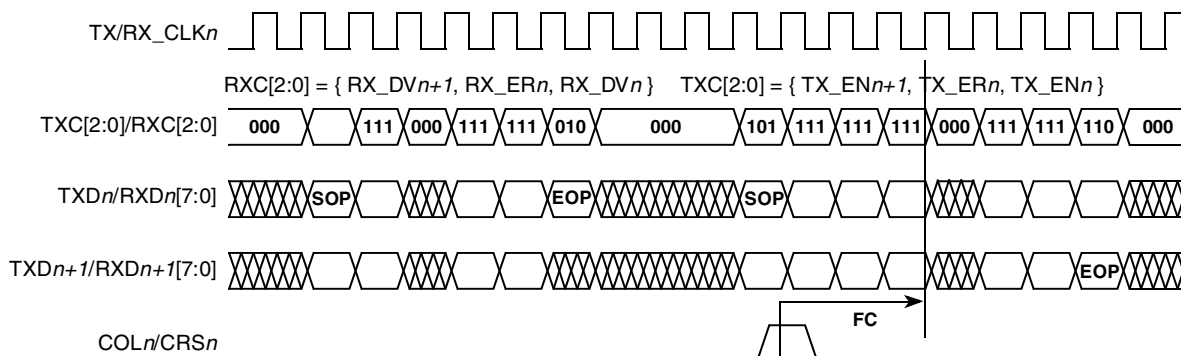 TX/RX_CLKn
RXC[2:0] = { RX_DVn+1, RX_ERn, RX_DVn } TXC[2:0] = { TX_ENn+1, TX_ERn, TX_ENn }
TXC[2:0]/RXC[2:0] 000 111 000 111 111 010 000 101 111 111 111 000 111 111 110 000
TXDn/RXDn[7:0] SOP EOP SOP
TXDn+1/RXDn+1[7:0] EOP
FC
COLn/CRSn